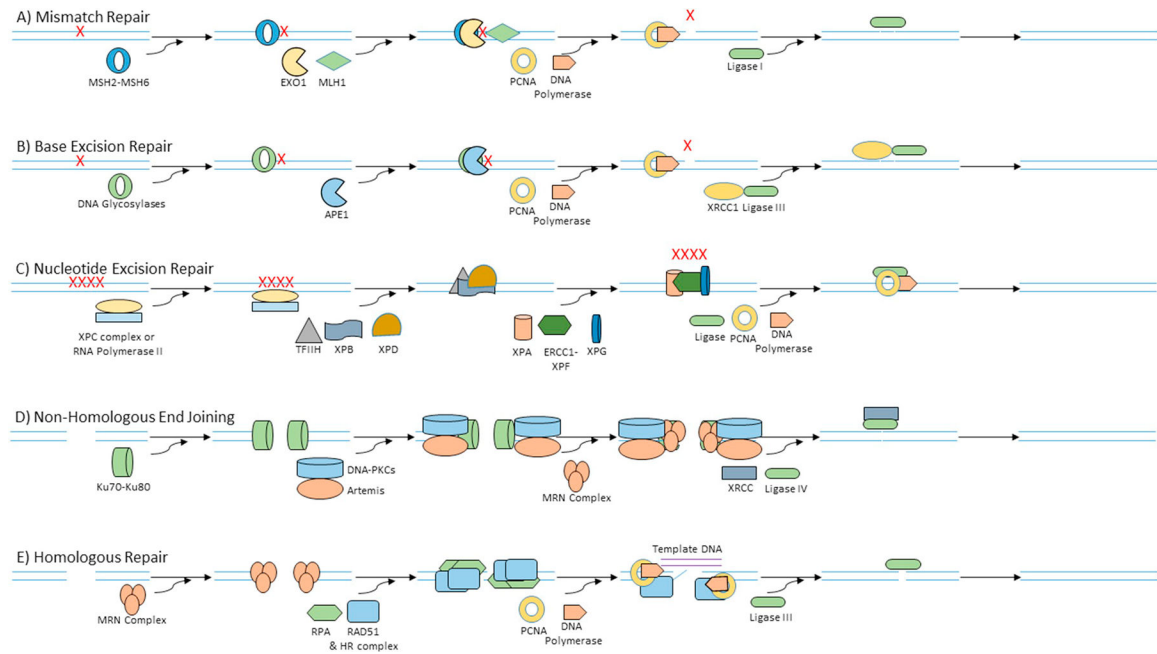 A) Mismatch Repair
X
X
X
X
MSH2-MSH6
EXO1
MLH1
PCNA
DNA
Polymerase
Ligase I
B) Base Excision Repair
X
X
X
X
DNA Glycosylases
APE1
PCNA
DNA
Polymerase
XRCC1
Ligase III
C) Nucleotide Excision Repair
XXXX
XXXX
XXXX
XPC complex or
RNA Polymerase II
TFIIH
XPB
XPD
XPA
ERCC1-
XPF
XPG
Ligase
PCNA
DNA
Polymerase
D) Non-Homologous End Joining
Ku70-Ku80
DNA-PKCs
Artemis
MRN Complex
XRCC
Ligase IV
E) Homologous Repair
Template DNA
MRN Complex
RPA
RAD51
& HR complex
PCNA
DNA
Polymerase
Ligase III